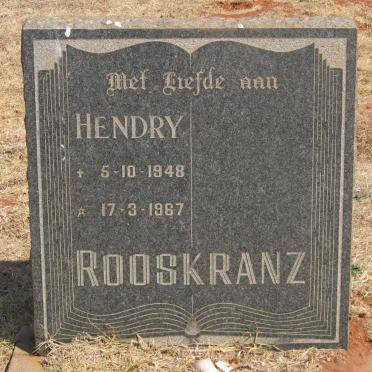 Met Liefde aan
HENDRY
+ 5-10-1948
☆ 17-3-1967
ROOSKRANZ